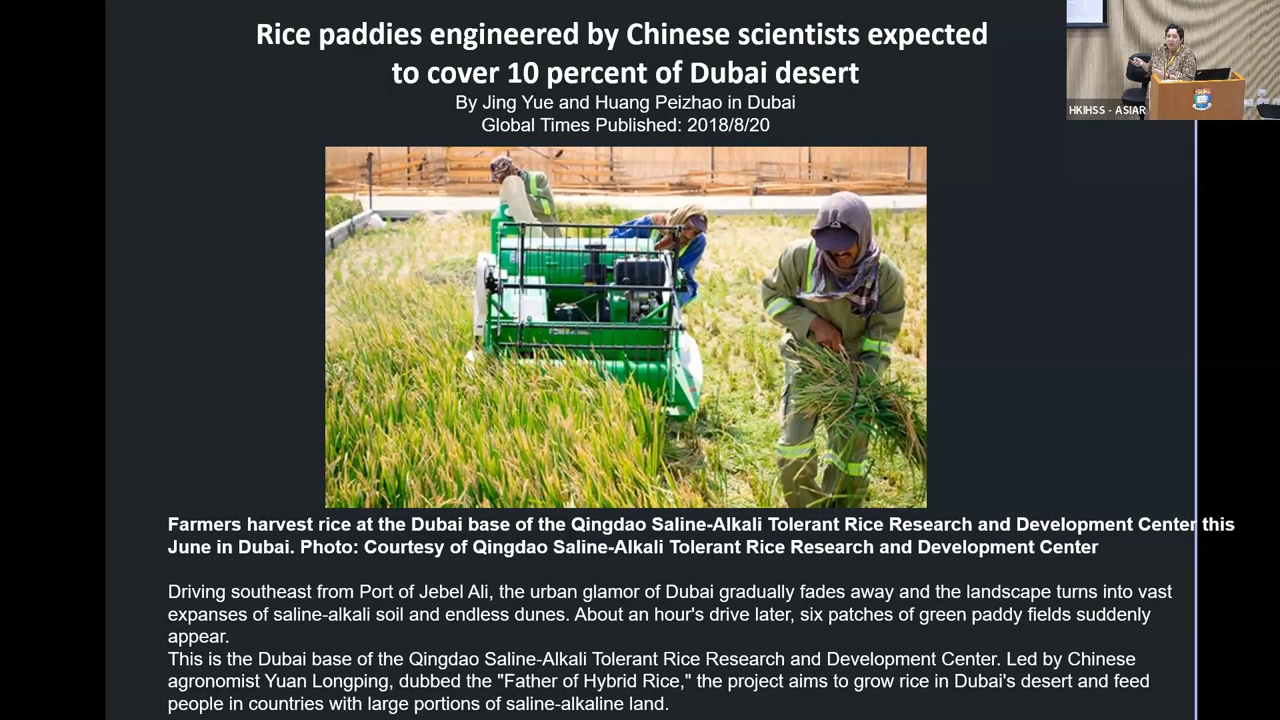 Rice paddies engineered by Chinese scientists expected
to cover 10 percent of Dubai desert
By Jing Yue and Huang Peizhao in Dubai
Global Times Published: 2018/8/20
HKIHSS - ASIAR
Farmers harvest rice at the Dubai base of the Qingdao Saline-Alkali Tolerant Rice Research and Development Center this
June in Dubai. Photo: Courtesy of Qingdao Saline-Alkali Tolerant Rice Research and Development Center
Driving southeast from Port of Jebel Ali, the urban glamor of Dubai gradually fades away and the landscape turns into vast
expanses of saline-alkali soil and endless dunes. About an hour's drive later, six patches of green paddy fields suddenly
appear.
This is the Dubai base of the Qingdao Saline-Alkali Tolerant Rice Research and Development Center. Led by Chinese
agronomist Yuan Longping, dubbed the "Father of Hybrid Rice," the project aims to grow rice in Dubai's desert and feed
people in countries with large portions of saline-alkaline land.